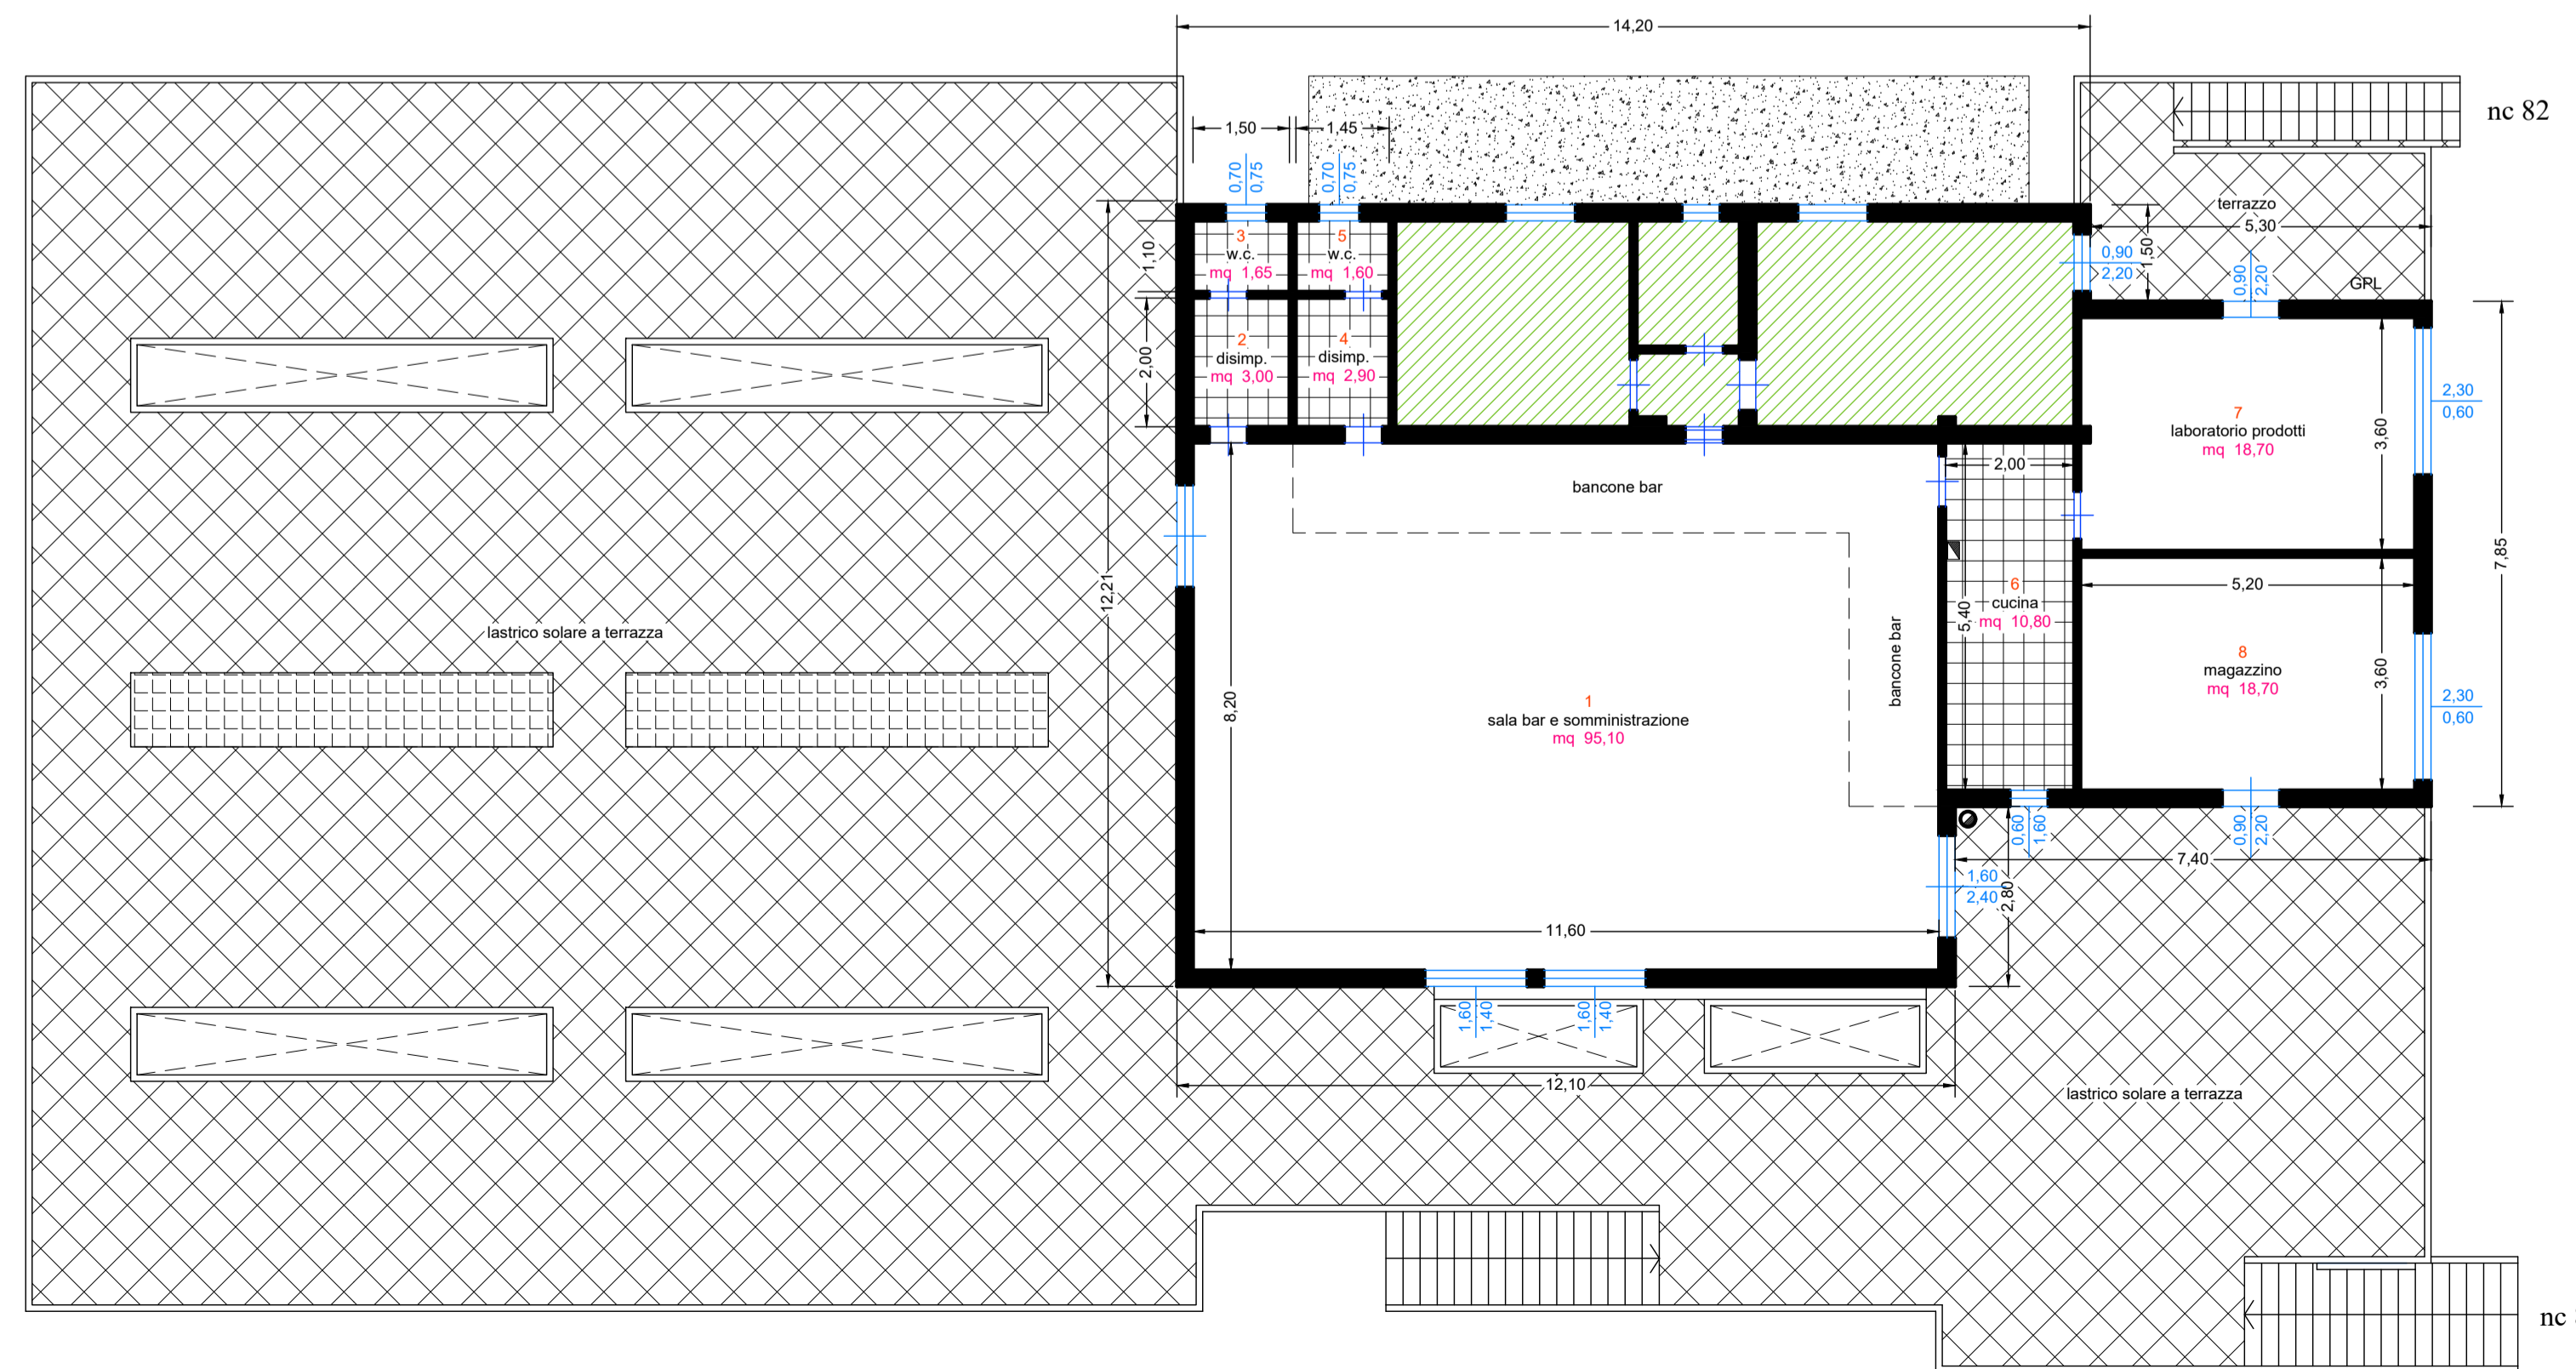 14,20
nc 82
1,50
1,45
0,70
0,75
0,70
0,75
terrazzo
5,30
1,50
0,90
2,20
0,90
2,20
GPL
3
w.c.
mq 1,65
5
w.c.
mq 1,60
1,10
2,00
2
disimp.
mq 3,00
4
disimp.
mq 2,90
2,30
0,60
7
laboratorio prodotti
mq 18,70
3,60
2,00
bancone bar
7,85
12,21
5,20
6
cucina
mq 10,80
5,40
lastrico solare a terrazza
bancone bar
8
magazzino
mq 18,70
3,60
2,30
0,60
8,20
1
sala bar e somministrazione
mq 95,10
0,60
1,60
0,90
2,20
7,40
1,60
2,40
2,80
11,60
1,60
1,40
1,60
1,40
12,10
lastrico solare a terrazza
nc